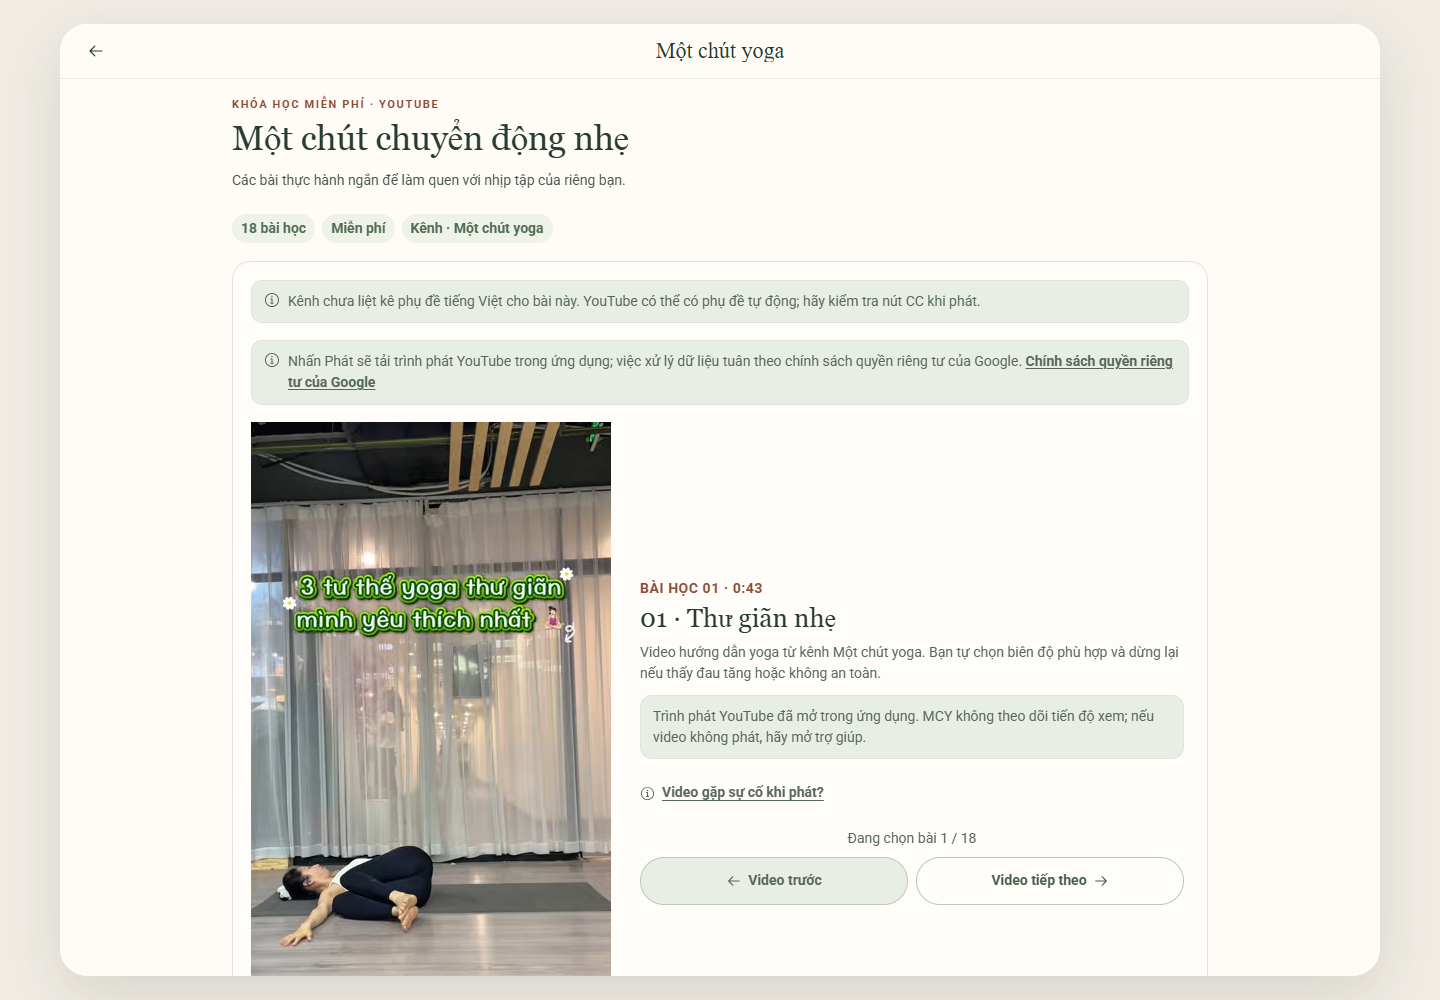 Một chút yoga
KHÓA HỌC MIỄN PHÍ · YOUTUBE
Một chút chuyển động nhẹ
Các bài thực hành ngắn để làm quen với nhịp tập của riêng bạn.
18 bài học
Miễn phí
Kênh · Một chút yoga
Kênh chưa liệt kê phụ đề tiếng Việt cho bài này. YouTube có thể có phụ đề tự động; hãy kiểm tra nút CC khi phát.
Nhấn Phát sẽ tải trình phát YouTube trong ứng dụng; việc xử lý dữ liệu tuân theo chính sách quyền riêng tư của Google. Chính sách quyền riêng
tư của Google
3 tư thế yoga thư giãn
mình yêu thích nhất
BÀI HỌC 01 · 0:43
01 · Thư giãn nhẹ
Video hướng dẫn yoga từ kênh Một chút yoga. Bạn tự chọn biên độ phù hợp và dừng lại
nếu thấy đau tăng hoặc không an toàn.
Trình phát YouTube đã mở trong ứng dụng. MCY không theo dõi tiến độ xem; nếu
video không phát, hãy mở trợ giúp.
Video gặp sự cố khi phát?
Đang chọn bài 1 / 18
← Video trước
Video tiếp theo →